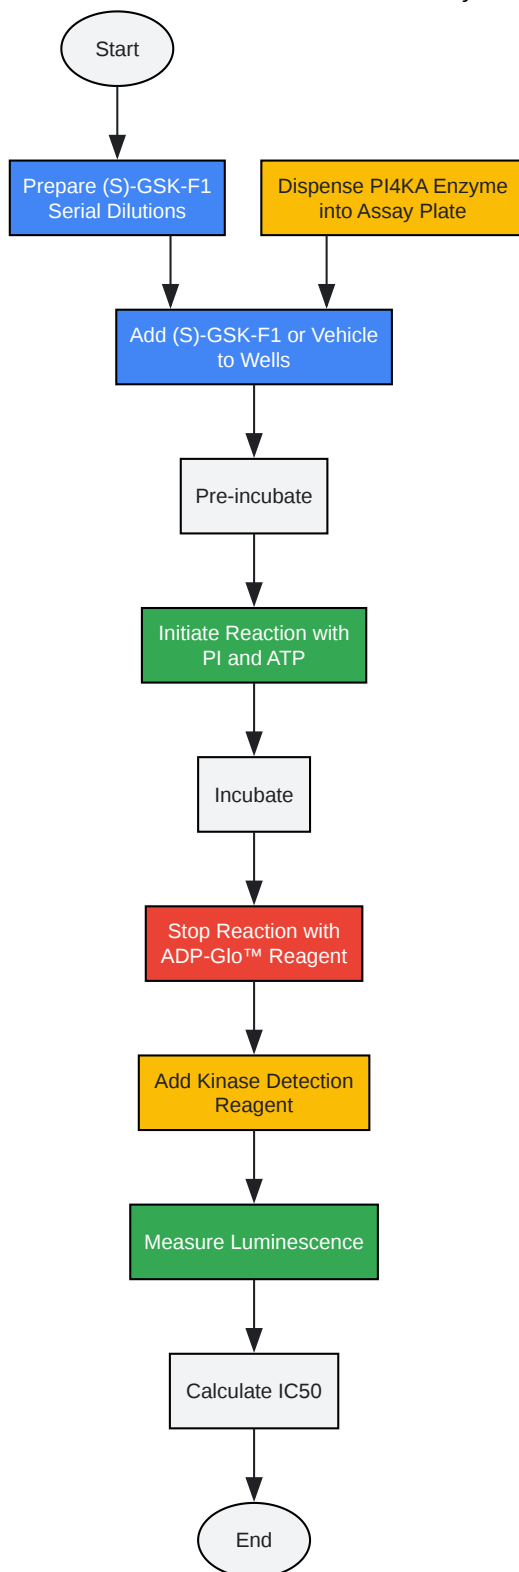 Start
Prepare (S)-GSK-F1
Serial Dilutions
Dispense PI4KA Enzyme
into Assay Plate
Add (S)-GSK-F1 or Vehicle
to Wells
Pre-incubate
Initiate Reaction with
PI and ATP
Incubate
Stop Reaction with
ADP-Glo™ Reagent
Add Kinase Detection
Reagent
Measure Luminescence
Calculate IC50
End